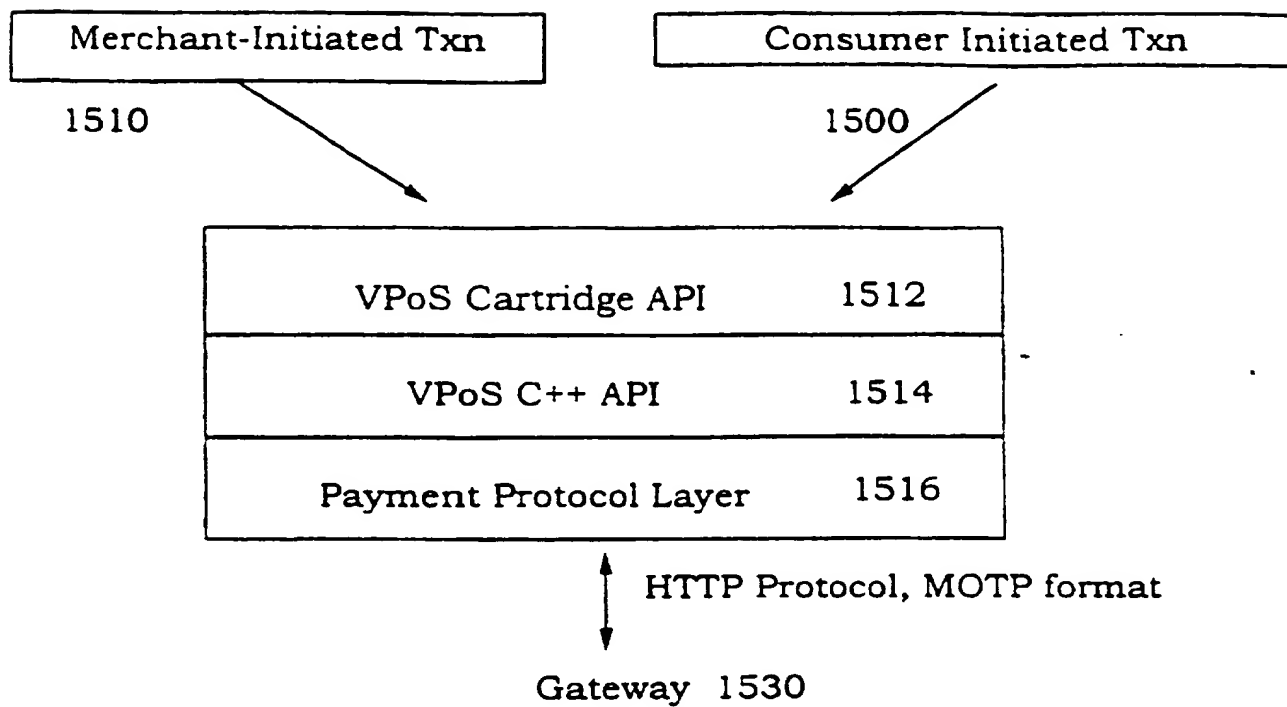 Merchant-Initiated Txn
Consumer Initiated Txn
1510
1500
VPoS Cartridge API 1512
VPoS C++ API 1514
Payment Protocol Layer 1516
HTTP Protocol, MOTP format
Gateway 1530